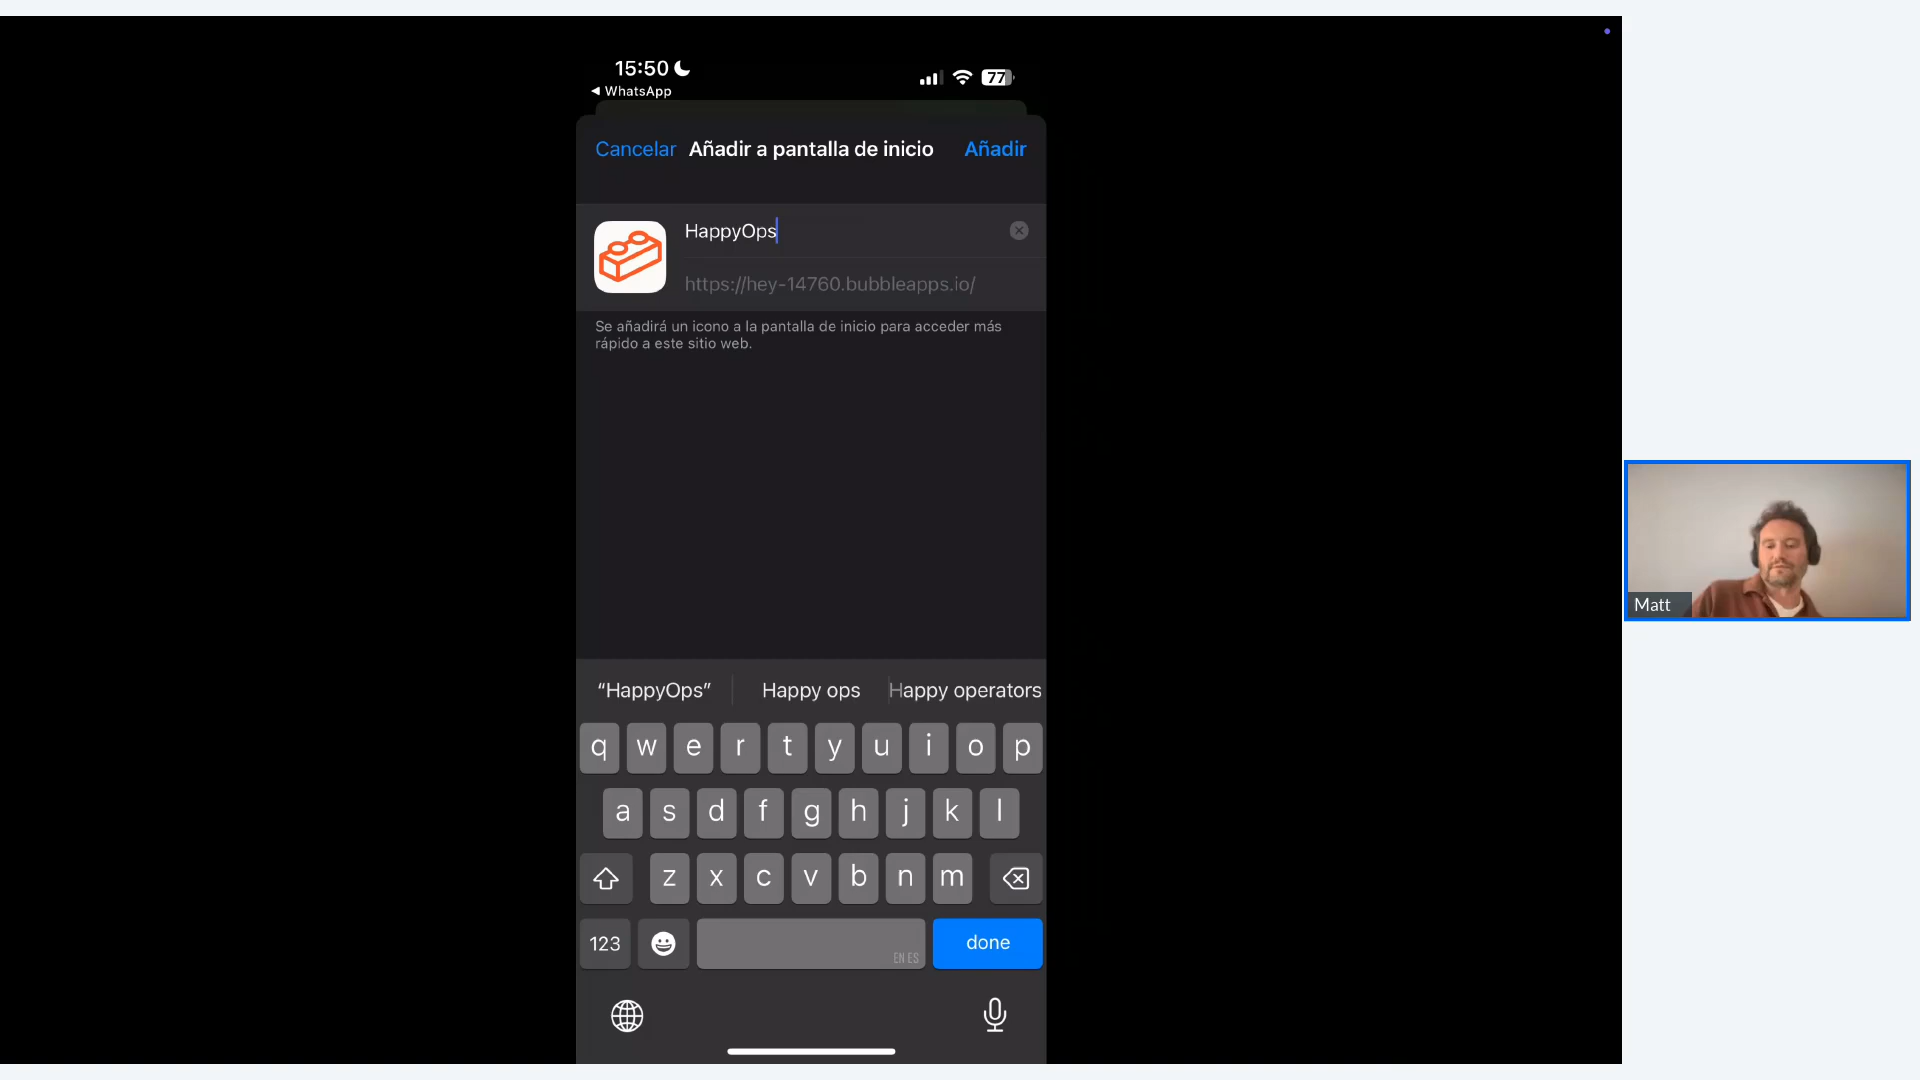 15:50
77
◀ WhatsApp
Cancelar Añadir a pantalla de inicio Añadir
HappyOps
https://hey-14760.bubbleapps.io/
Se añadirá un icono a la pantalla de inicio para acceder más
rápido a este sitio web.
“HappyOps” Happy ops Happy operators
q w e r t y u i o p
a s d f g h j k l
z x c v b n m
123 EN ES done
Matt